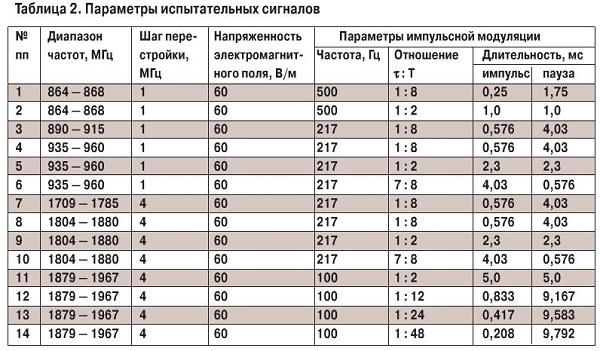 Таблица 2. Параметры испытательных сигналов
№ пп Диапазон частот, МГц Шаг пере- стройки, МГц Напряженность электромагнит- ного поля, В/м Параметры импульсной модуляции
Частота, Гц Отношение τ : T Длительность, мс
импульс пауза
1 864 — 868 1 60 500 1 : 8 0,25 1,75
2 864 — 868 1 60 500 1 : 2 1,0 1,0
3 890 — 915 1 60 217 1 : 8 0,576 4,03
4 935 — 960 1 60 217 1 : 8 0,576 4,03
5 935 — 960 1 60 217 1 : 2 2,3 2,3
6 935 — 960 1 60 217 7 : 8 4,03 0,576
7 1709 — 1785 4 60 217 1 : 8 0,576 4,03
8 1804 — 1880 4 60 217 1 : 8 0,576 4,03
9 1804 — 1880 4 60 217 1 : 2 2,3 2,3
10 1804 — 1880 4 60 217 7 : 8 4,03 0,576
11 1879 — 1967 4 60 100 1 : 2 5,0 5,0
12 1879 — 1967 4 60 100 1 : 12 0,833 9,167
13 1879 — 1967 4 60 100 1 : 24 0,417 9,583
14 1879 — 1967 4 60 100 1 : 48 0,208 9,792